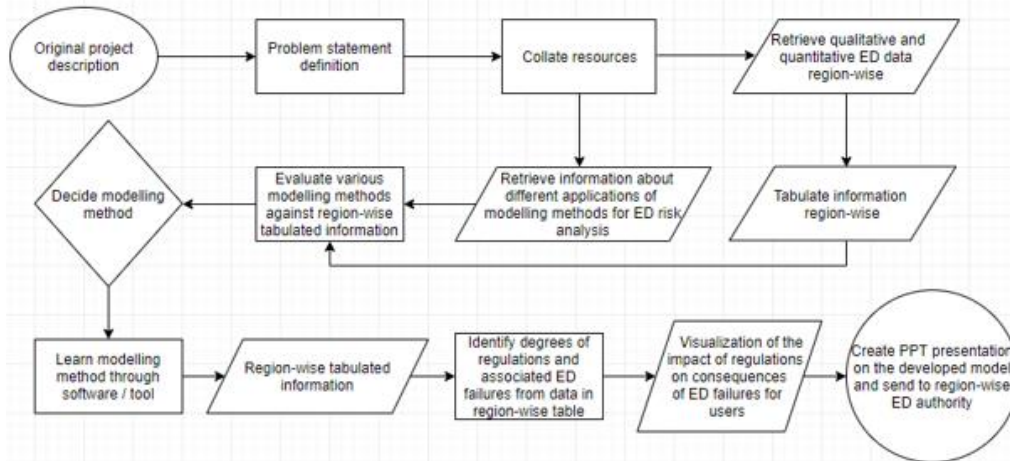 Original project
description
Problem statement
definition
Collate resources
Retrieve qualitative and
quantitative ED data
region-wise
Decide modelling
method
Evaluate various
modelling methods
against region-wise
tabulated information
Retrieve information about
different applications of
modelling methods for ED risk
analysis
Tabulate information
region-wise
Learn modelling
method through
software / tool
Region-wise tabulated
information
Identify degrees of
regulations and
associated ED
failures from data in
region-wise table
Visualization of the
impact of regulations
on consequences
of ED failures for
users
Create PPT presentation
on the developed model
and send to region-wise
ED authority